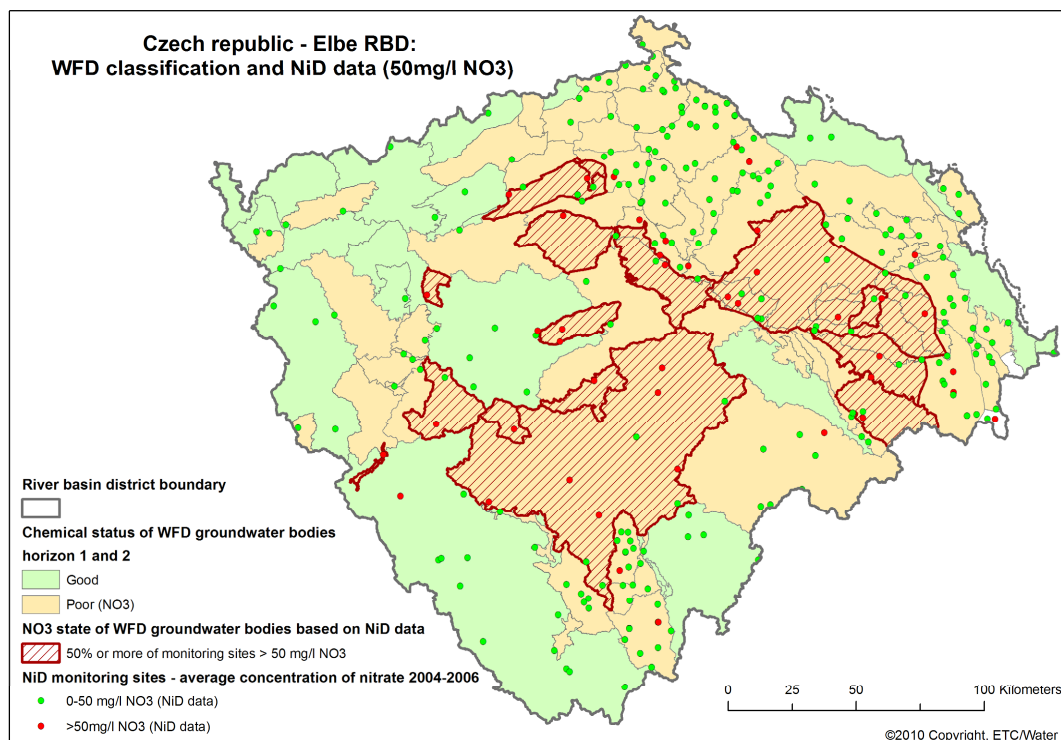 Czech republic - Elbe RBD:
WFD classification and NiD data (50mg/l NO3)
River basin district boundary
Chemical status of WFD groundwater bodies
horizon 1 and 2
Good
Poor (NO3)
NO3 state of WFD groundwater bodies based on NiD data
50% or more of monitoring sites > 50 mg/l NO3
NiD monitoring sites - average concentration of nitrate 2004-2006
0-50 mg/l NO3 (NiD data)
>50mg/l NO3 (NiD data)
0 25 50 100 Kilometers
©2010 Copyright, ETC/Water